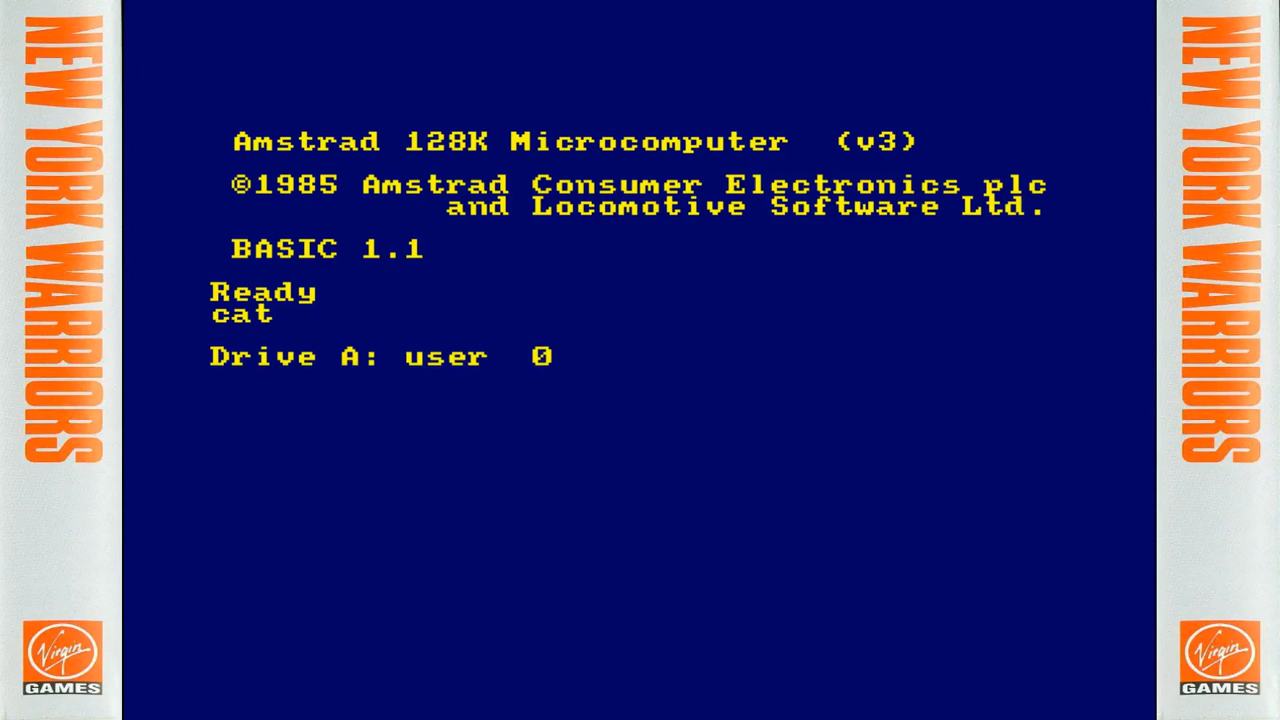 NEW YORK WARRIORS
Virgin
GAMES
Amstrad 128K Microcomputer (v3)
©1985 Amstrad Consumer Electronics plc
and Locomotive Software Ltd.
BASIC 1.1
Ready
cat
Drive A: user 0
NEW YORK WARRIORS
Virgin
GAMES